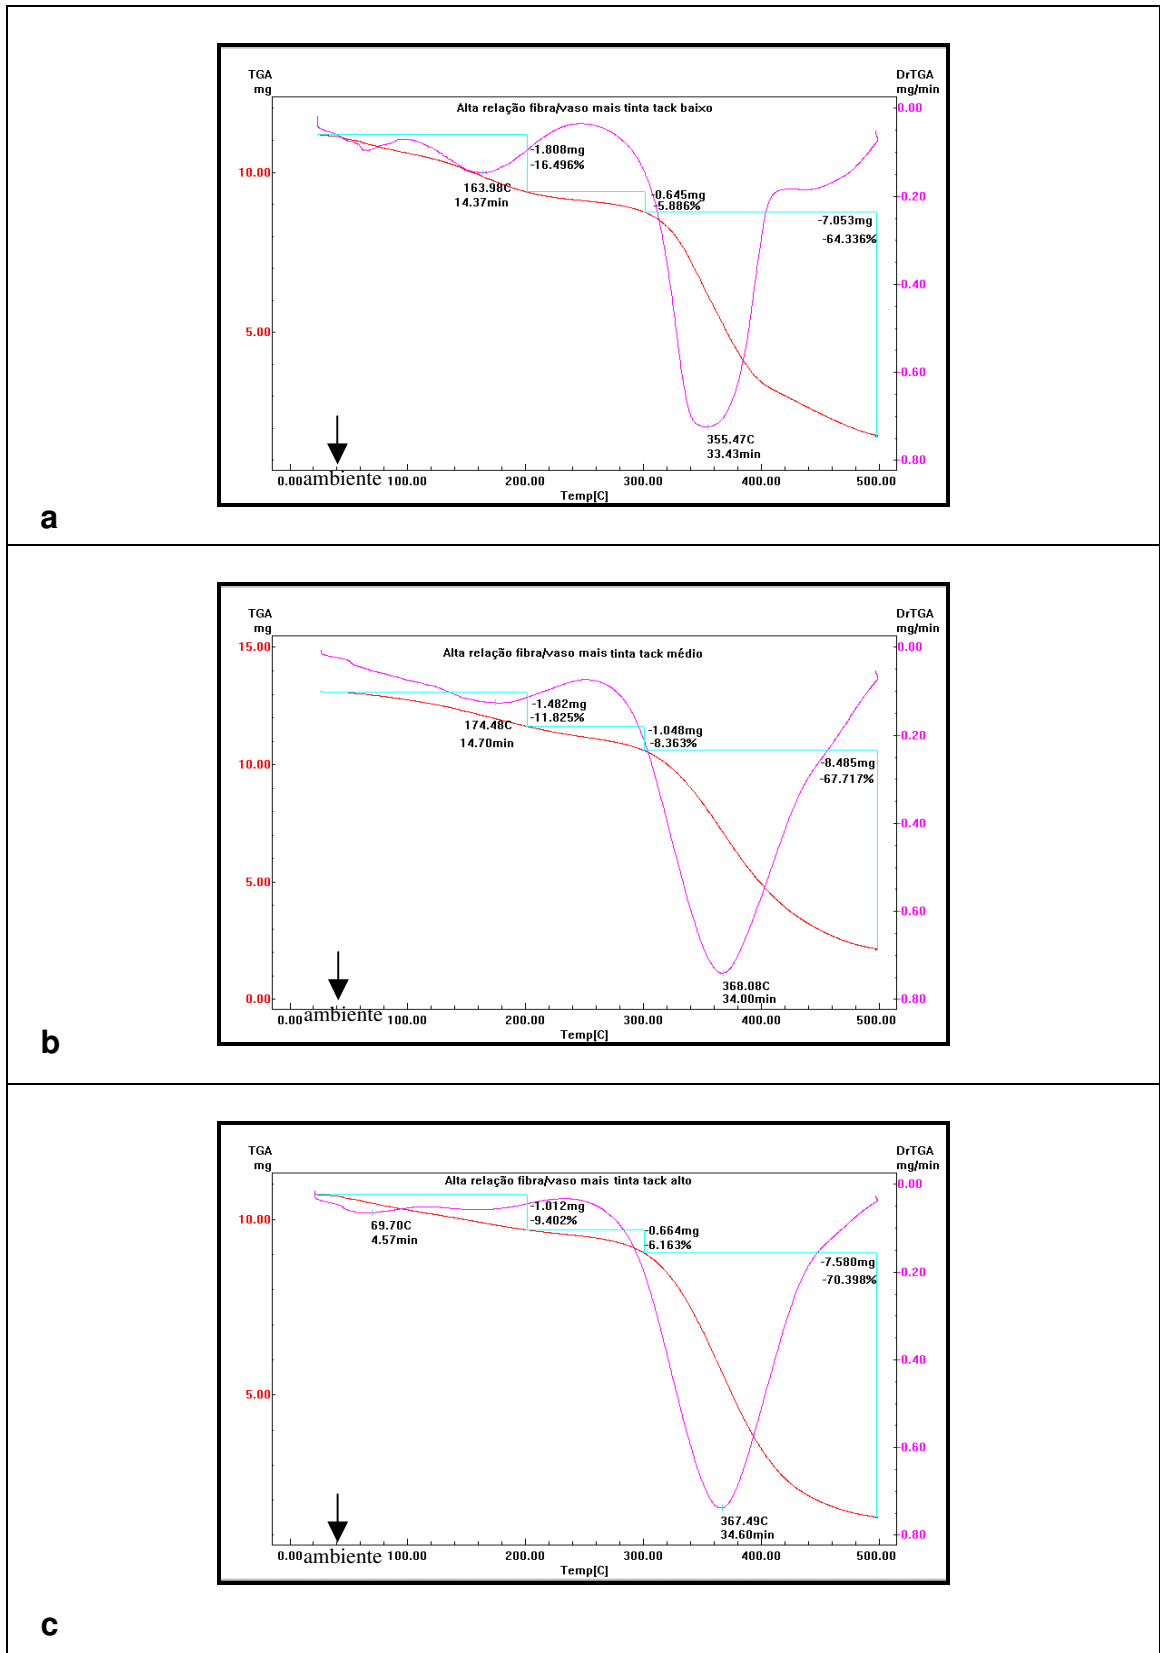 TGA
mg
DrTGA
mg/min
Alta relação fibra/vaso mais tinta tack baixo
0.00
-1.808mg
-16.496%
10.00
163.98C
14.37min
-0.645mg
-5.886%
-0.20
-7.053mg
-64.336%
-0.40
5.00
-0.60
355.47C
33.43min
-0.80
0.00 ambiente 100.00 200.00 300.00 400.00 500.00
Temp[C]
a
TGA
mg
DrTGA
mg/min
15.00
0.00
Alta relação fibra/vaso mais tinta tack médio
-1.482mg
-11.825%
174.48C
14.70min
-1.048mg
-8.363%
-0.20
10.00
-8.485mg
-67.717%
-0.40
5.00
-0.60
368.08C
34.00min
0.00
-0.80
0.00 ambiente 100.00 200.00 300.00 400.00 500.00
Temp[C]
b
TGA
mg
DrTGA
mg/min
Alta relação fibra/vaso mais tinta tack alto
0.00
-1.012mg
-9.402%
10.00
69.70C
4.57min
-0.664mg
-6.163%
-7.580mg
-0.20
-70.398%
-0.40
5.00
-0.60
367.49C
34.60min
-0.80
0.00 ambiente 100.00 200.00 300.00 400.00 500.00
Temp[C]
c